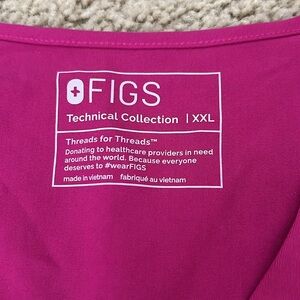 FIGS
Technical Collection | XXL
Threads for Threads™
Donating to healthcare providers in need
around the world. Because everyone
deserves to #wearFIGS
made in vietnam fabriqué au vietnam